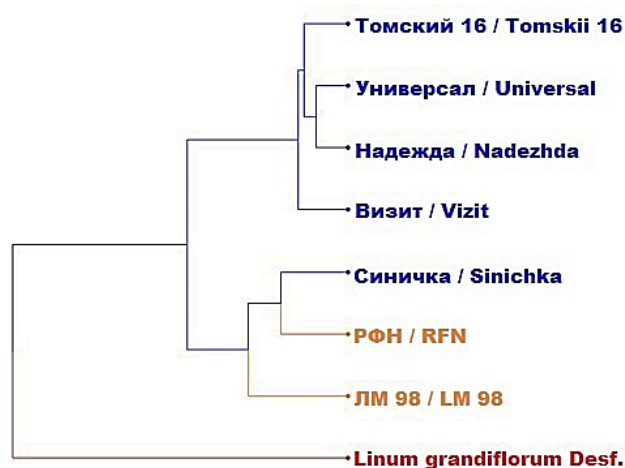 Томский 16 / Tomskii 16
Универсал / Universal
Надежда / Nadezhda
Визит / Vizit
Синичка / Sinichka
РФН / RFN
ЛМ 98 / LM 98
Linum grandiflorum Desf.